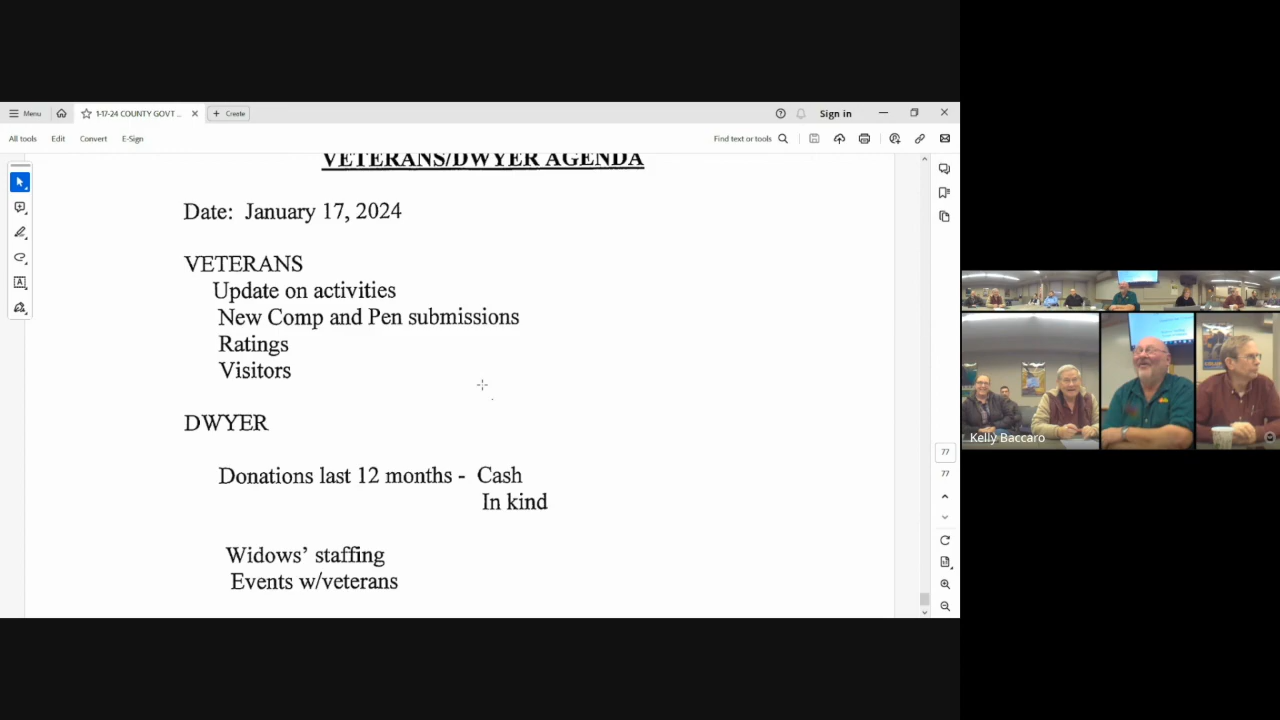 Menu
1-17-24 COUNTY GOVT ...
Create
Sign in
All tools
Edit
Convert
E-Sign
Find text or tools
VETERANS/DWYER AGENDA
Date: January 17, 2024
VETERANS
Update on activities
New Comp and Pen submissions
Ratings
Visitors
DWYER
Donations last 12 months - Cash
In kind
Widows' staffing
Events w/veterans
77
77
Kelly Baccaro